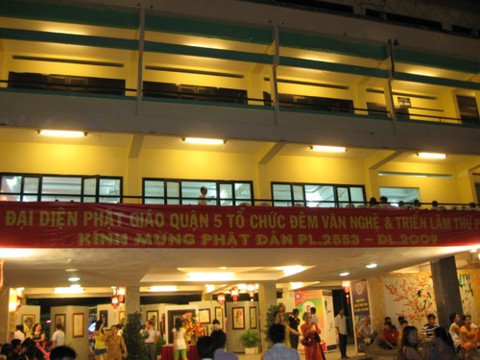 ĐẠI DIỆN PHẬT GIÁO QUẬN 5 TỔ CHỨC ĐÊM VĂN NGHỆ & TRIỂN LÃM THƯ
KÍNH MỪNG PHẬT ĐẢN PL.2553 - DL.2009